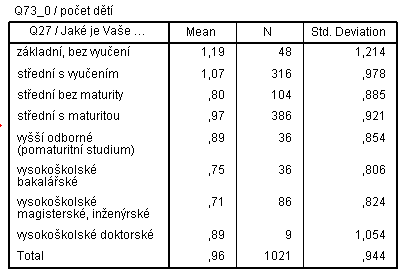 Q73_0 / počet dětí
Q27 / Jaké je Vaše ... Mean N Std. Deviation
základní, bez vyučení 1,19 48 1,214
střední s vyučením 1,07 316 ,978
střední bez maturity ,80 104 ,885
střední s maturitou ,97 386 ,921
vyšší odborné
(pomaturitní studium) ,89 36 ,854
vysokoškolské
bakalářské ,75 36 ,806
vysokoškolské
magisterské, inženýrské ,71 86 ,824
vysokoškolské doktorské ,89 9 1,054
Total ,96 1021 ,944